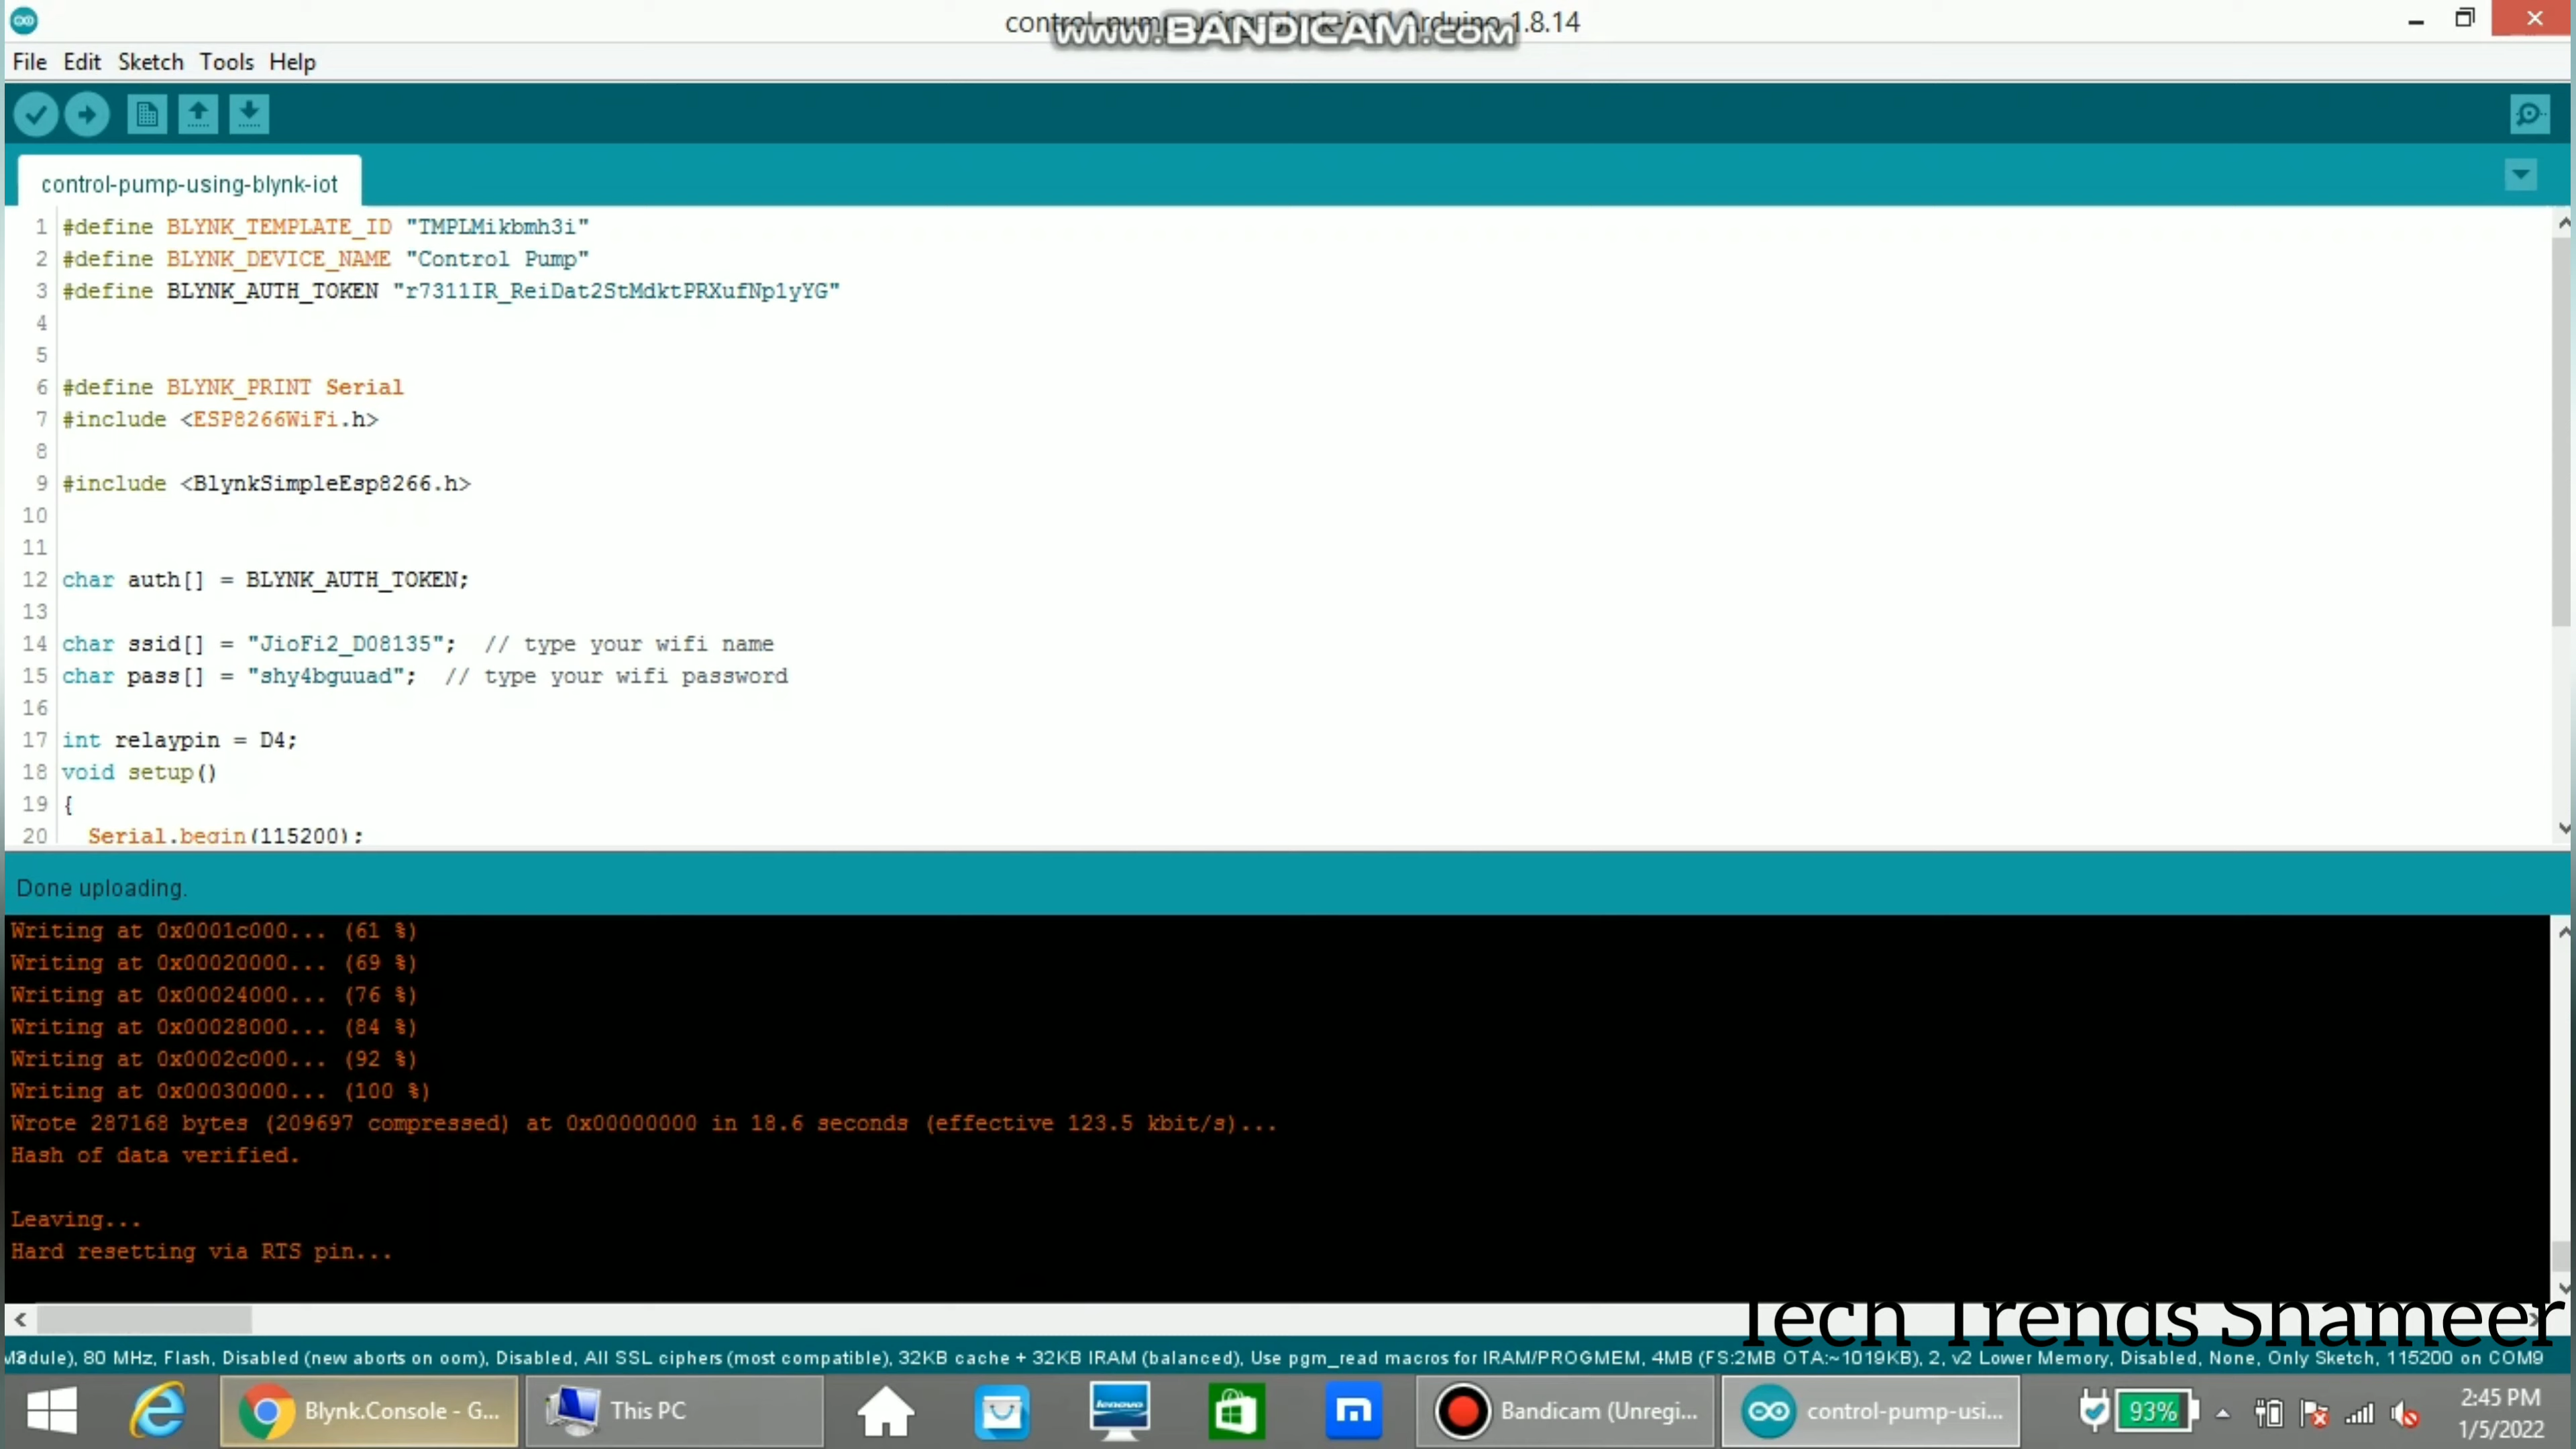 control-pump-using-blynk-iot | Arduino 1.8.14
www.BANDICAM.com
File Edit Sketch Tools Help
control-pump-using-blynk-iot
1 #define BLYNK_TEMPLATE_ID "TMPLMikbmh3i"
2 #define BLYNK_DEVICE_NAME "Control Pump"
3 #define BLYNK_AUTH_TOKEN "r7311IR_ReiDat2StMdktPRXufNp1yYG"
4
5
6 #define BLYNK_PRINT Serial
7 #include <ESP8266WiFi.h>
8
9 #include <BlynkSimpleEsp8266.h>
10
11
12 char auth[] = BLYNK_AUTH_TOKEN;
13
14 char ssid[] = "JioFi2_D08135";  // type your wifi name
15 char pass[] = "shy4bguuad";  // type your wifi password
16
17 int relaypin = D4;
18 void setup()
19 {
20 Serial.begin(115200);
Done uploading.
Writing at 0x0001c000... (61 %)
Writing at 0x00020000... (69 %)
Writing at 0x00024000... (76 %)
Writing at 0x00028000... (84 %)
Writing at 0x0002c000... (92 %)
Writing at 0x00030000... (100 %)
Wrote 287168 bytes (209697 compressed) at 0x00000000 in 18.6 seconds (effective 123.5 kbit/s)...
Hash of data verified.
Leaving...
Hard resetting via RTS pin...
Tech Trends Shameer
dule), 80 MHz, Flash, Disabled (new aborts on oom), Disabled, All SSL ciphers (most compatible), 32KB cache + 32KB IRAM (balanced), Use pgm_read macros for IRAM/PROGMEM, 4MB (FS:2MB OTA:~1019KB), 2, v2 Lower Memory, Disabled, None, Only Sketch, 115200 on COM9
Blynk.Console - G...
This PC
lenovo
Bandicam (Unregi...
control-pump-usi...
93%
2:45 PM
1/5/2022